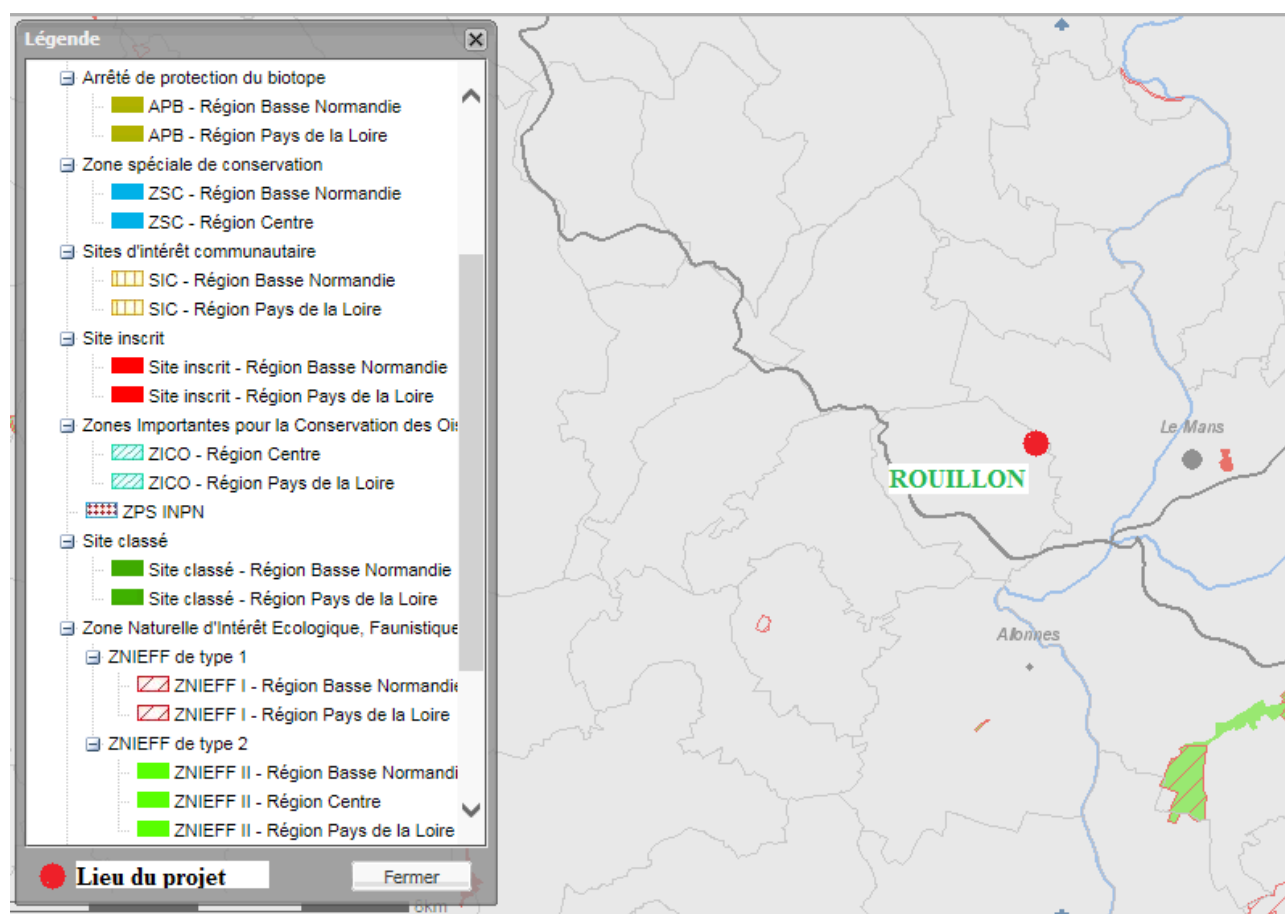 Légende
Arrêté de protection du biotope
APB - Région Basse Normandie
APB - Région Pays de la Loire
Zone spéciale de conservation
ZSC - Région Basse Normandie
ZSC - Région Centre
Sites d'intérêt communautaire
SIC - Région Basse Normandie
SIC - Région Pays de la Loire
Site inscrit
Site inscrit - Région Basse Normandie
Site inscrit - Région Pays de la Loire
Zones Importantes pour la Conservation des Ois
ZICO - Région Centre
ZICO - Région Pays de la Loire
ZPS INPN
Site classé
Site classé - Région Basse Normandie
Site classé - Région Pays de la Loire
Zone Naturelle d'Intérêt Ecologique, Faunistique
ZNIEFF de type 1
ZNIEFF I - Région Basse Normandie
ZNIEFF I - Région Pays de la Loire
ZNIEFF de type 2
ZNIEFF II - Région Basse Normandi
ZNIEFF II - Région Centre
ZNIEFF II - Région Pays de la Loire
Lieu du projet
Fermer
6km
Le Mans
ROUILLON
Allonnes